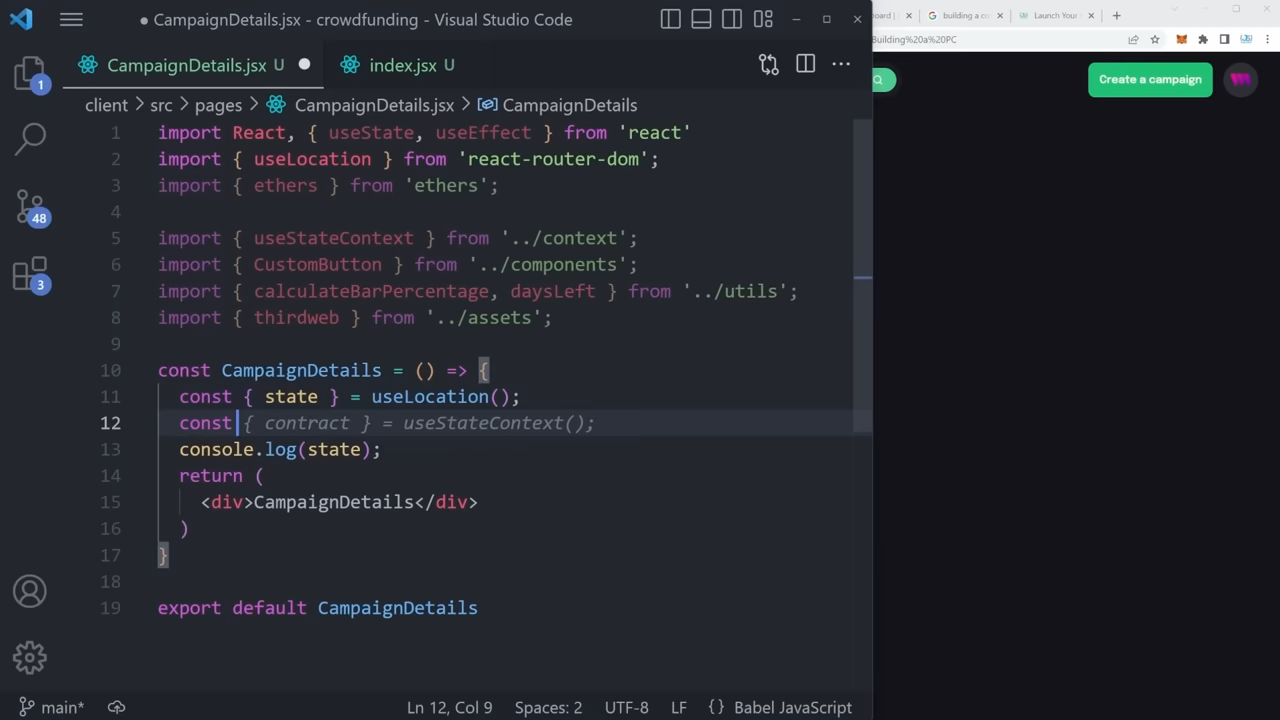 CampaignDetails.jsx - crowdfunding - Visual Studio Code
CampaignDetails.jsx U
index.jsx U
client > src > pages > CampaignDetails.jsx > CampaignDetails
1 import React, { useState, useEffect } from 'react'
2 import { useLocation } from 'react-router-dom';
3 import { ethers } from 'ethers';
4
5 import { useStateContext } from '../context';
6 import { CustomButton } from '../components';
7 import { calculateBarPercentage, daysLeft } from '../utils';
8 import { thirdweb } from '../assets';
9
10 const CampaignDetails = () => {
11 const { state } = useLocation();
12 const { contract } = useStateContext();
13 console.log(state);
14 return (
15 <div>CampaignDetails</div>
16 )
17 }
18
19 export default CampaignDetails
1
48
3
main*
Ln 12, Col 9
Spaces: 2
UTF-8
LF
{} Babel JavaScript
board |
building a co
Launch Your
Building%20a%20PC
Create a campaign